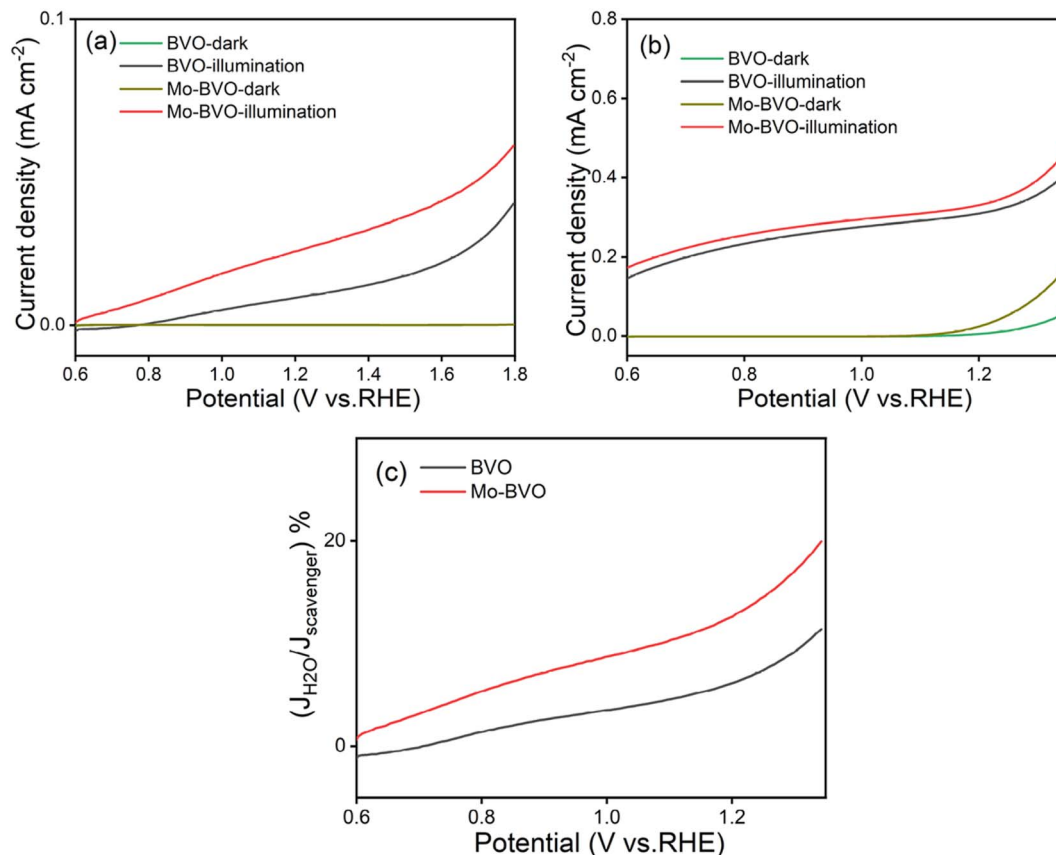 (a)
BVO-dark
BVO-illumination
Mo-BVO-dark
Mo-BVO-illumination
Current density (mA cm⁻²)
0.1
0.0
0.6 0.8 1.0 1.2 1.4 1.6 1.8
Potential (V vs.RHE)
(b)
BVO-dark
BVO-illumination
Mo-BVO-dark
Mo-BVO-illumination
Current density (mA cm⁻²)
0.8
0.6
0.4
0.2
0.0
0.6 0.8 1.0 1.2
Potential (V vs.RHE)
(c)
BVO
Mo-BVO
(J_H2O/J_scavenger) %
20
0
0.6 0.8 1.0 1.2
Potential (V vs.RHE)